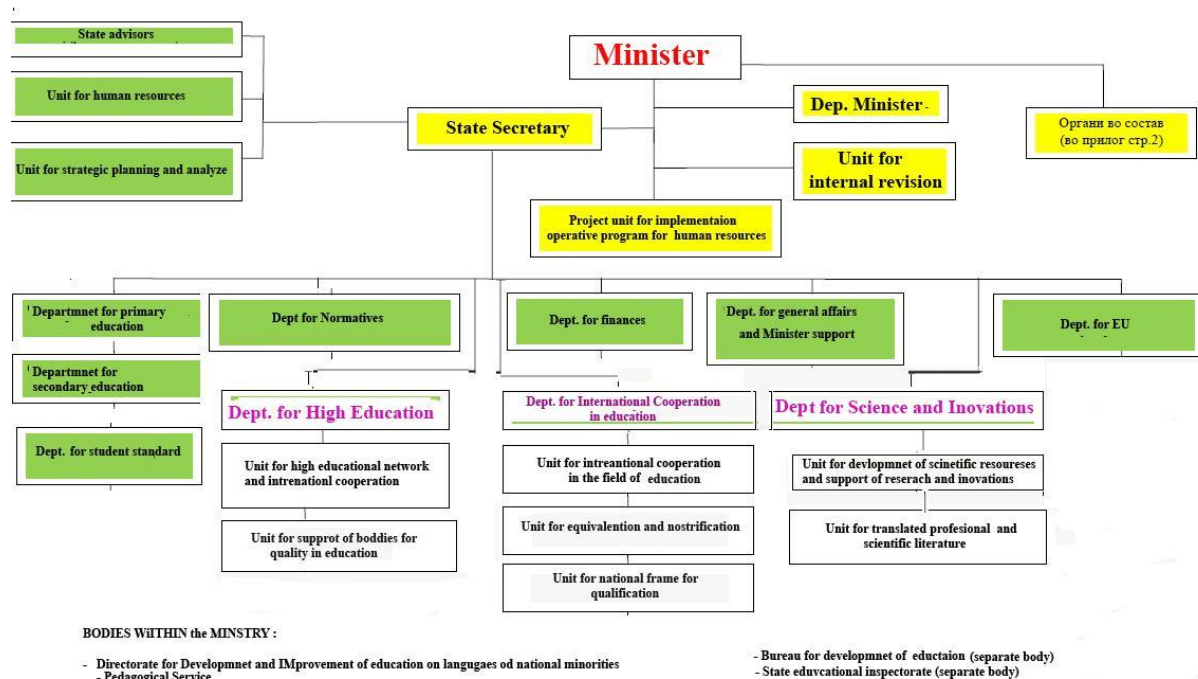 State advisors
Minister
Unit for human resources
Dep. Minister -
State Secretary
Органи во состав
(во прилог стр.2)
Unit for strategic planning and analyze
Unit for
internal revision
Project unit for implementaion
operative program for human resources
Departmnet for primary
education
Dept for Normatives
Dept. for finances
Dept. for general affairs
and Minister support
Dept. for EU
Departmnet for
secondary education
Dept. for High Education
Dept. for International Cooperation
in education
Dept for Science and Inovations
Dept. for student standard
Unit for high educational network
and intrenationl cooperation
Unit for intreantional cooperation
in the field of education
Unit for devlopmnet of scinetific resoureses
and support of reserach and inovations
Unit for supprot of boddies for
quality in education
Unit for equivalention and nostrification
Unit for translated profesional and
scientific literature
Unit for national frame for
qualification
BODIES WiITHIN the MINSTRY :
- Directorate for Developmnet and IMprovement of education on langugaes od national minorities
- Pedagogical Service
- Bureau for developmnet of eductaion (separate body)
- State eduvcational inspectorate (separate body)